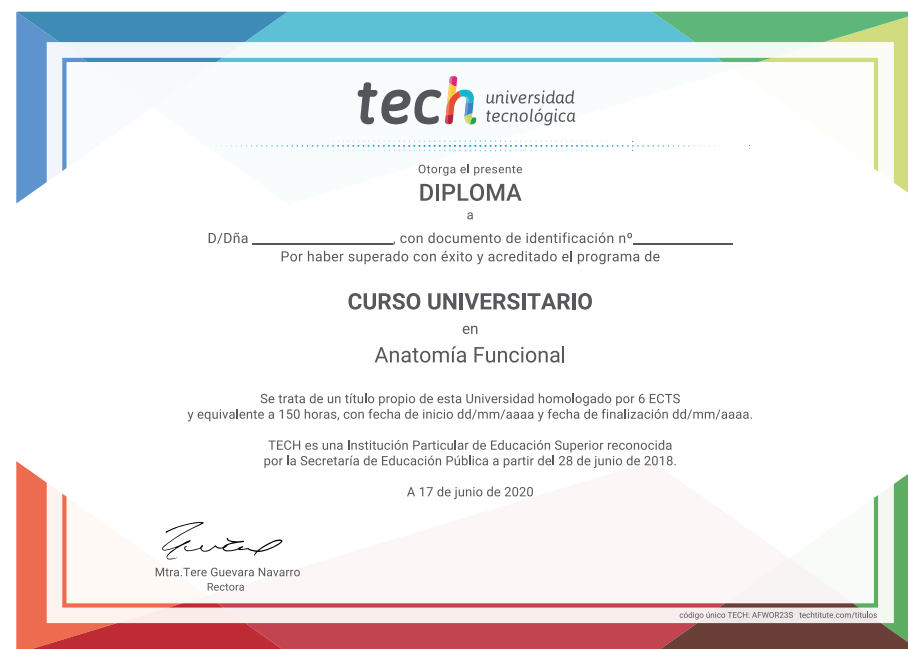 tech universidad
tecnológica
Otorga el presente
DIPLOMA
a
D/Dña ____________________, con documento de identificación nº______________
Por haber superado con éxito y acreditado el programa de
CURSO UNIVERSITARIO
en
Anatomía Funcional
Se trata de un título propio de esta Universidad homologado por 6 ECTS
y equivalente a 150 horas, con fecha de inicio dd/mm/aaaa y fecha de finalización dd/mm/aaaa.
TECH es una Institución Particular de Educación Superior reconocida
por la Secretaría de Educación Pública a partir del 28 de junio de 2018.
A 17 de junio de 2020
Mtra.Tere Guevara Navarro
Rectora
código único TECH: AFWOR23S techtitute.com/titulos